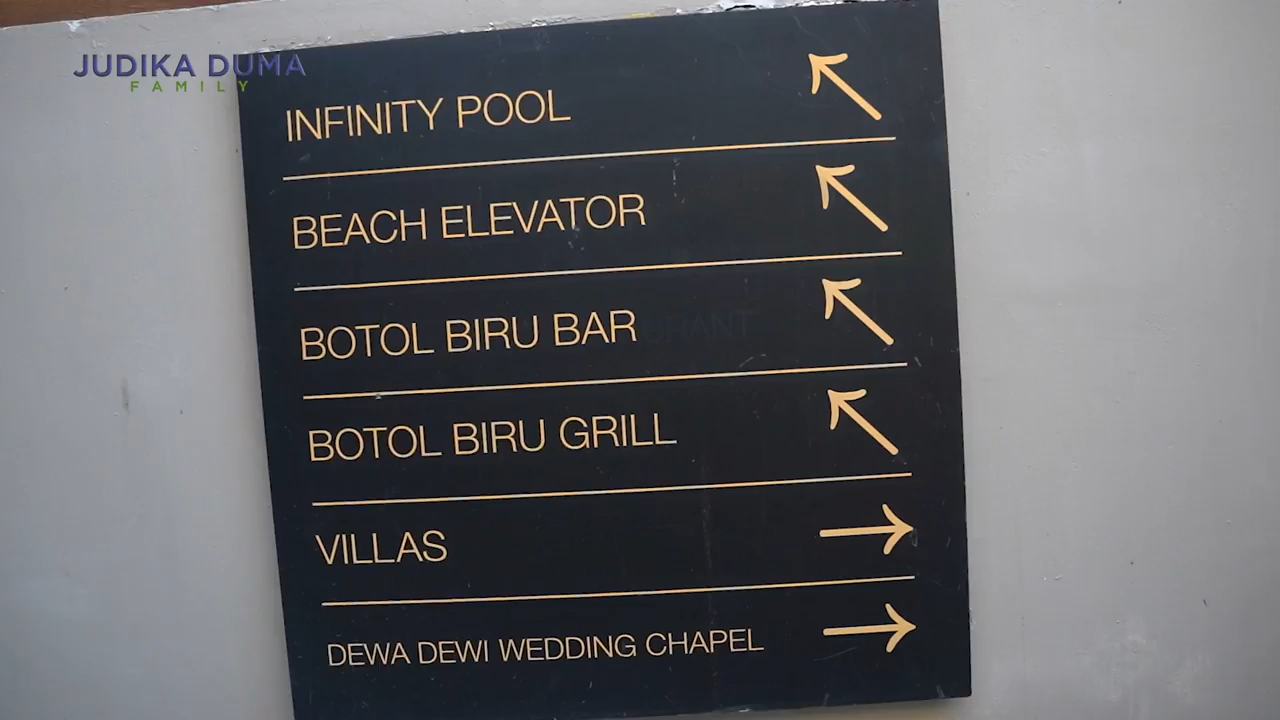 JUDIKA DUMA
FAMILY
INFINITY POOL
BEACH ELEVATOR
BOTOL BIRU BAR
BOTOL BIRU GRILL
VILLAS
DEWA DEWI WEDDING CHAPEL